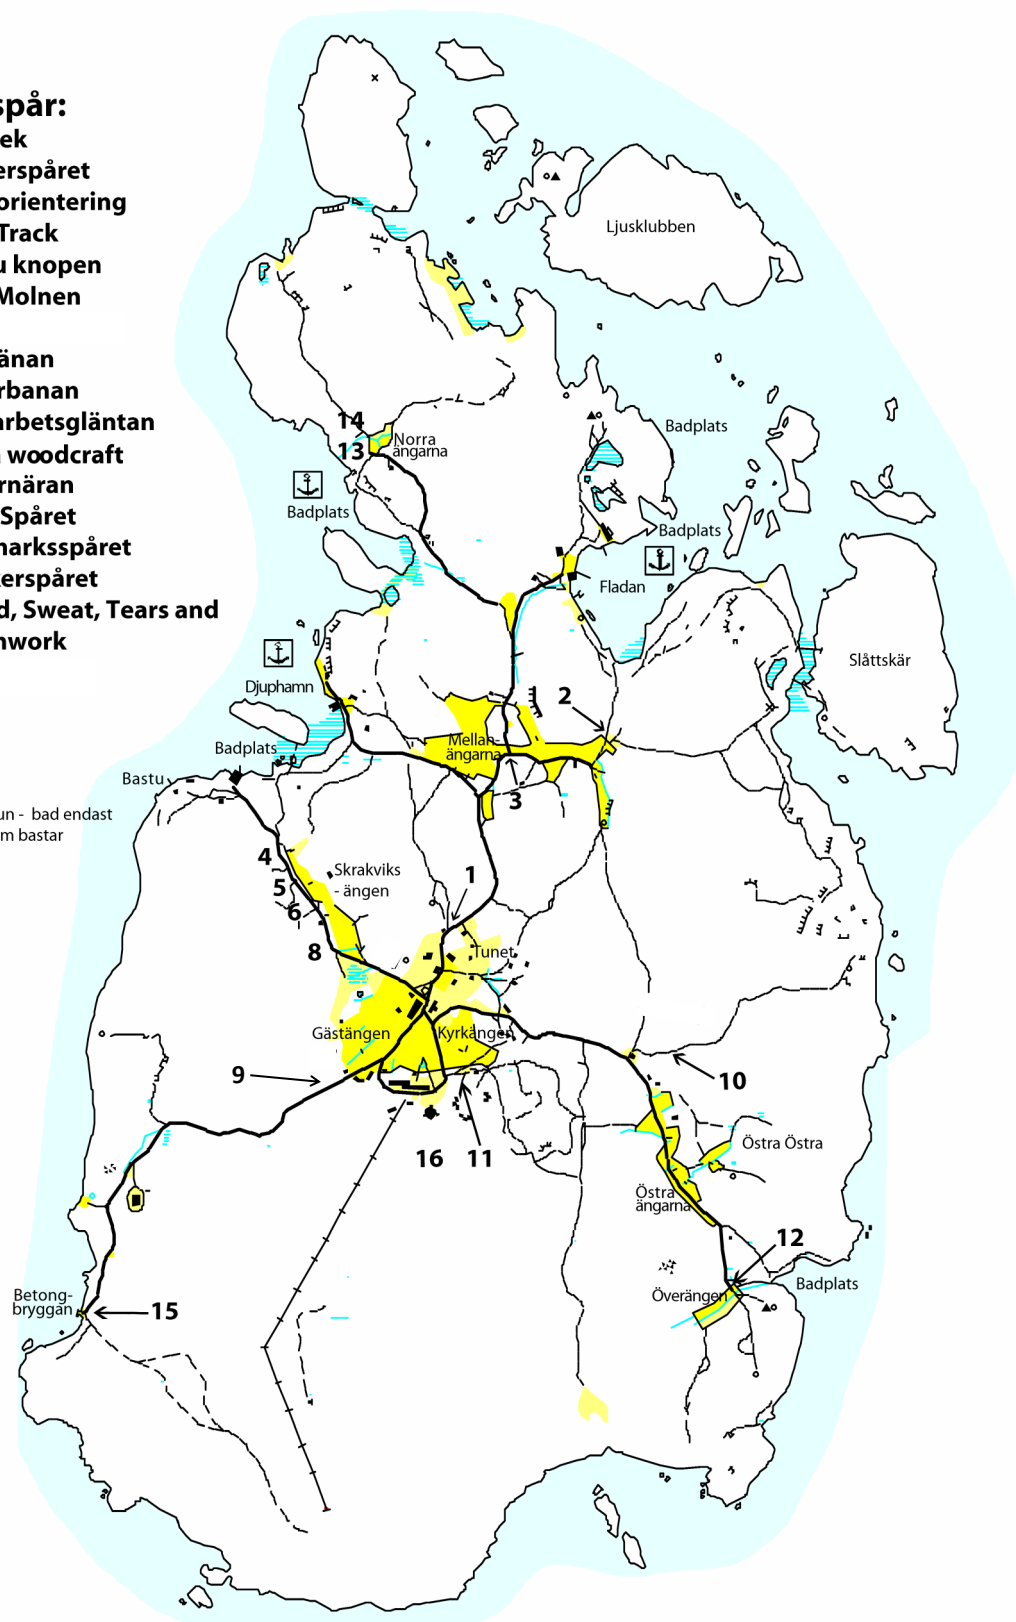 spår:
ek
erspåret
orientering
Track
u knopen
Molnen
änan
rbanan
arbetsgläntan
woodcraft
rnäran
Spåret
marksspåret
kerspåret
d, Sweat, Tears and
nwork
un - bad endast
m bastar
Ljusklubben
14
13
Norra
ängarna
Badplats
Badplats
Badplats
Fladan
Slåttskär
Djuphamn
2
Badplats
Mellan-
ängarna
Bastu
3
4
5
6
8
Skrakviks
- ängen
1
Tunet
Gästängen
Kyrkängen
9
10
16
11
Östra Östra
Östra
ängarna
12
Badplats
Överängen
Betong-
bryggan
15